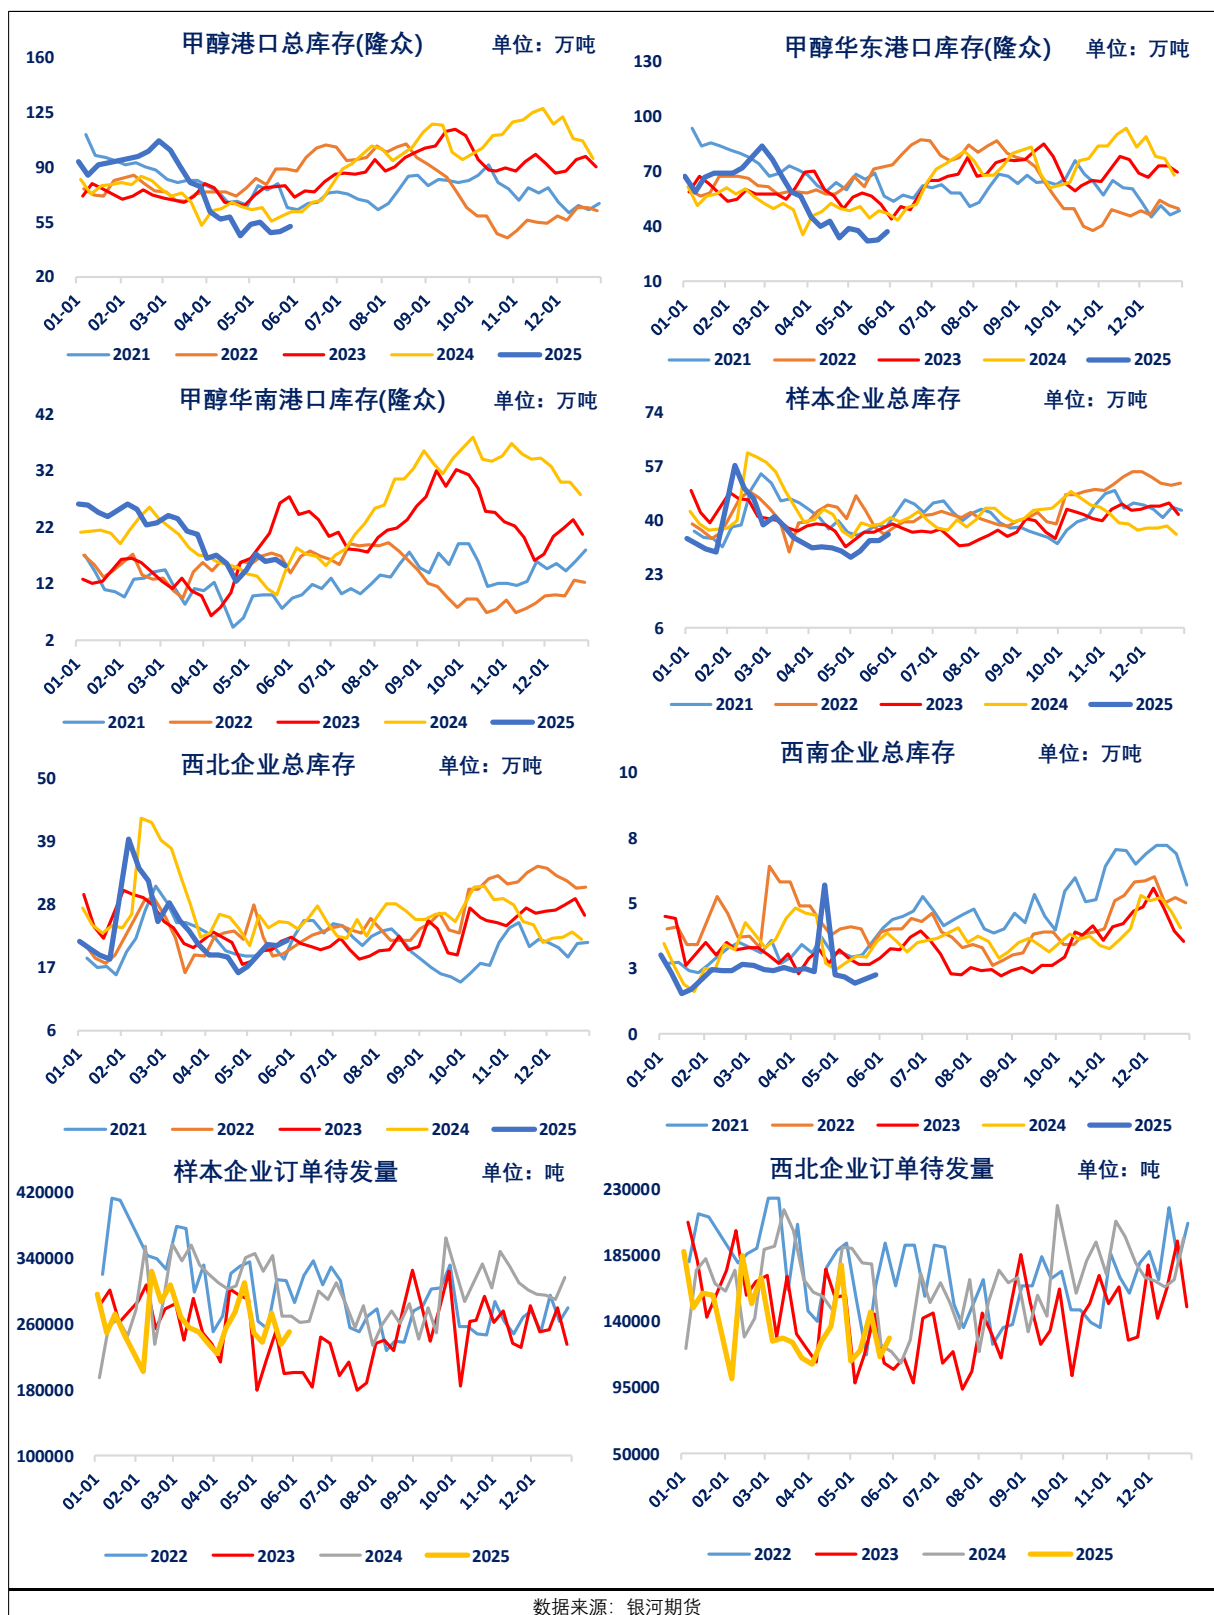 甲醇港口总库存(隆众) 单位：万吨
160
125
90
55
20
01-01 02-01 03-01 04-01 05-01 06-01 07-01 08-01 09-01 10-01 11-01 12-01
2021 2022 2023 2024 2025
甲醇华东港口库存(隆众) 单位：万吨
130
100
70
40
10
01-01 02-01 03-01 04-01 05-01 06-01 07-01 08-01 09-01 10-01 11-01 12-01
2021 2022 2023 2024 2025
甲醇华南港口库存(隆众) 单位：万吨
42
32
22
12
2
01-01 02-01 03-01 04-01 05-01 06-01 07-01 08-01 09-01 10-01 11-01 12-01
2021 2022 2023 2024 2025
样本企业总库存 单位：万吨
74
57
40
23
6
01-01 02-01 03-01 04-01 05-01 06-01 07-01 08-01 09-01 10-01 11-01 12-01
2021 2022 2023 2024 2025
西北企业总库存 单位：万吨
50
39
28
17
6
01-01 02-01 03-01 04-01 05-01 06-01 07-01 08-01 09-01 10-01 11-01 12-01
2021 2022 2023 2024 2025
西南企业总库存 单位：万吨
10
8
5
3
0
01-01 02-01 03-01 04-01 05-01 06-01 07-01 08-01 09-01 10-01 11-01 12-01
2021 2022 2023 2024 2025
样本企业订单待发量 单位：吨
420000
340000
260000
180000
100000
01-01 02-01 03-01 04-01 05-01 06-01 07-01 08-01 09-01 10-01 11-01 12-01
2022 2023 2024 2025
西北企业订单待发量 单位：吨
230000
185000
140000
95000
50000
01-01 02-01 03-01 04-01 05-01 06-01 07-01 08-01 09-01 10-01 11-01 12-01
2022 2023 2024 2025
数据来源：银河期货